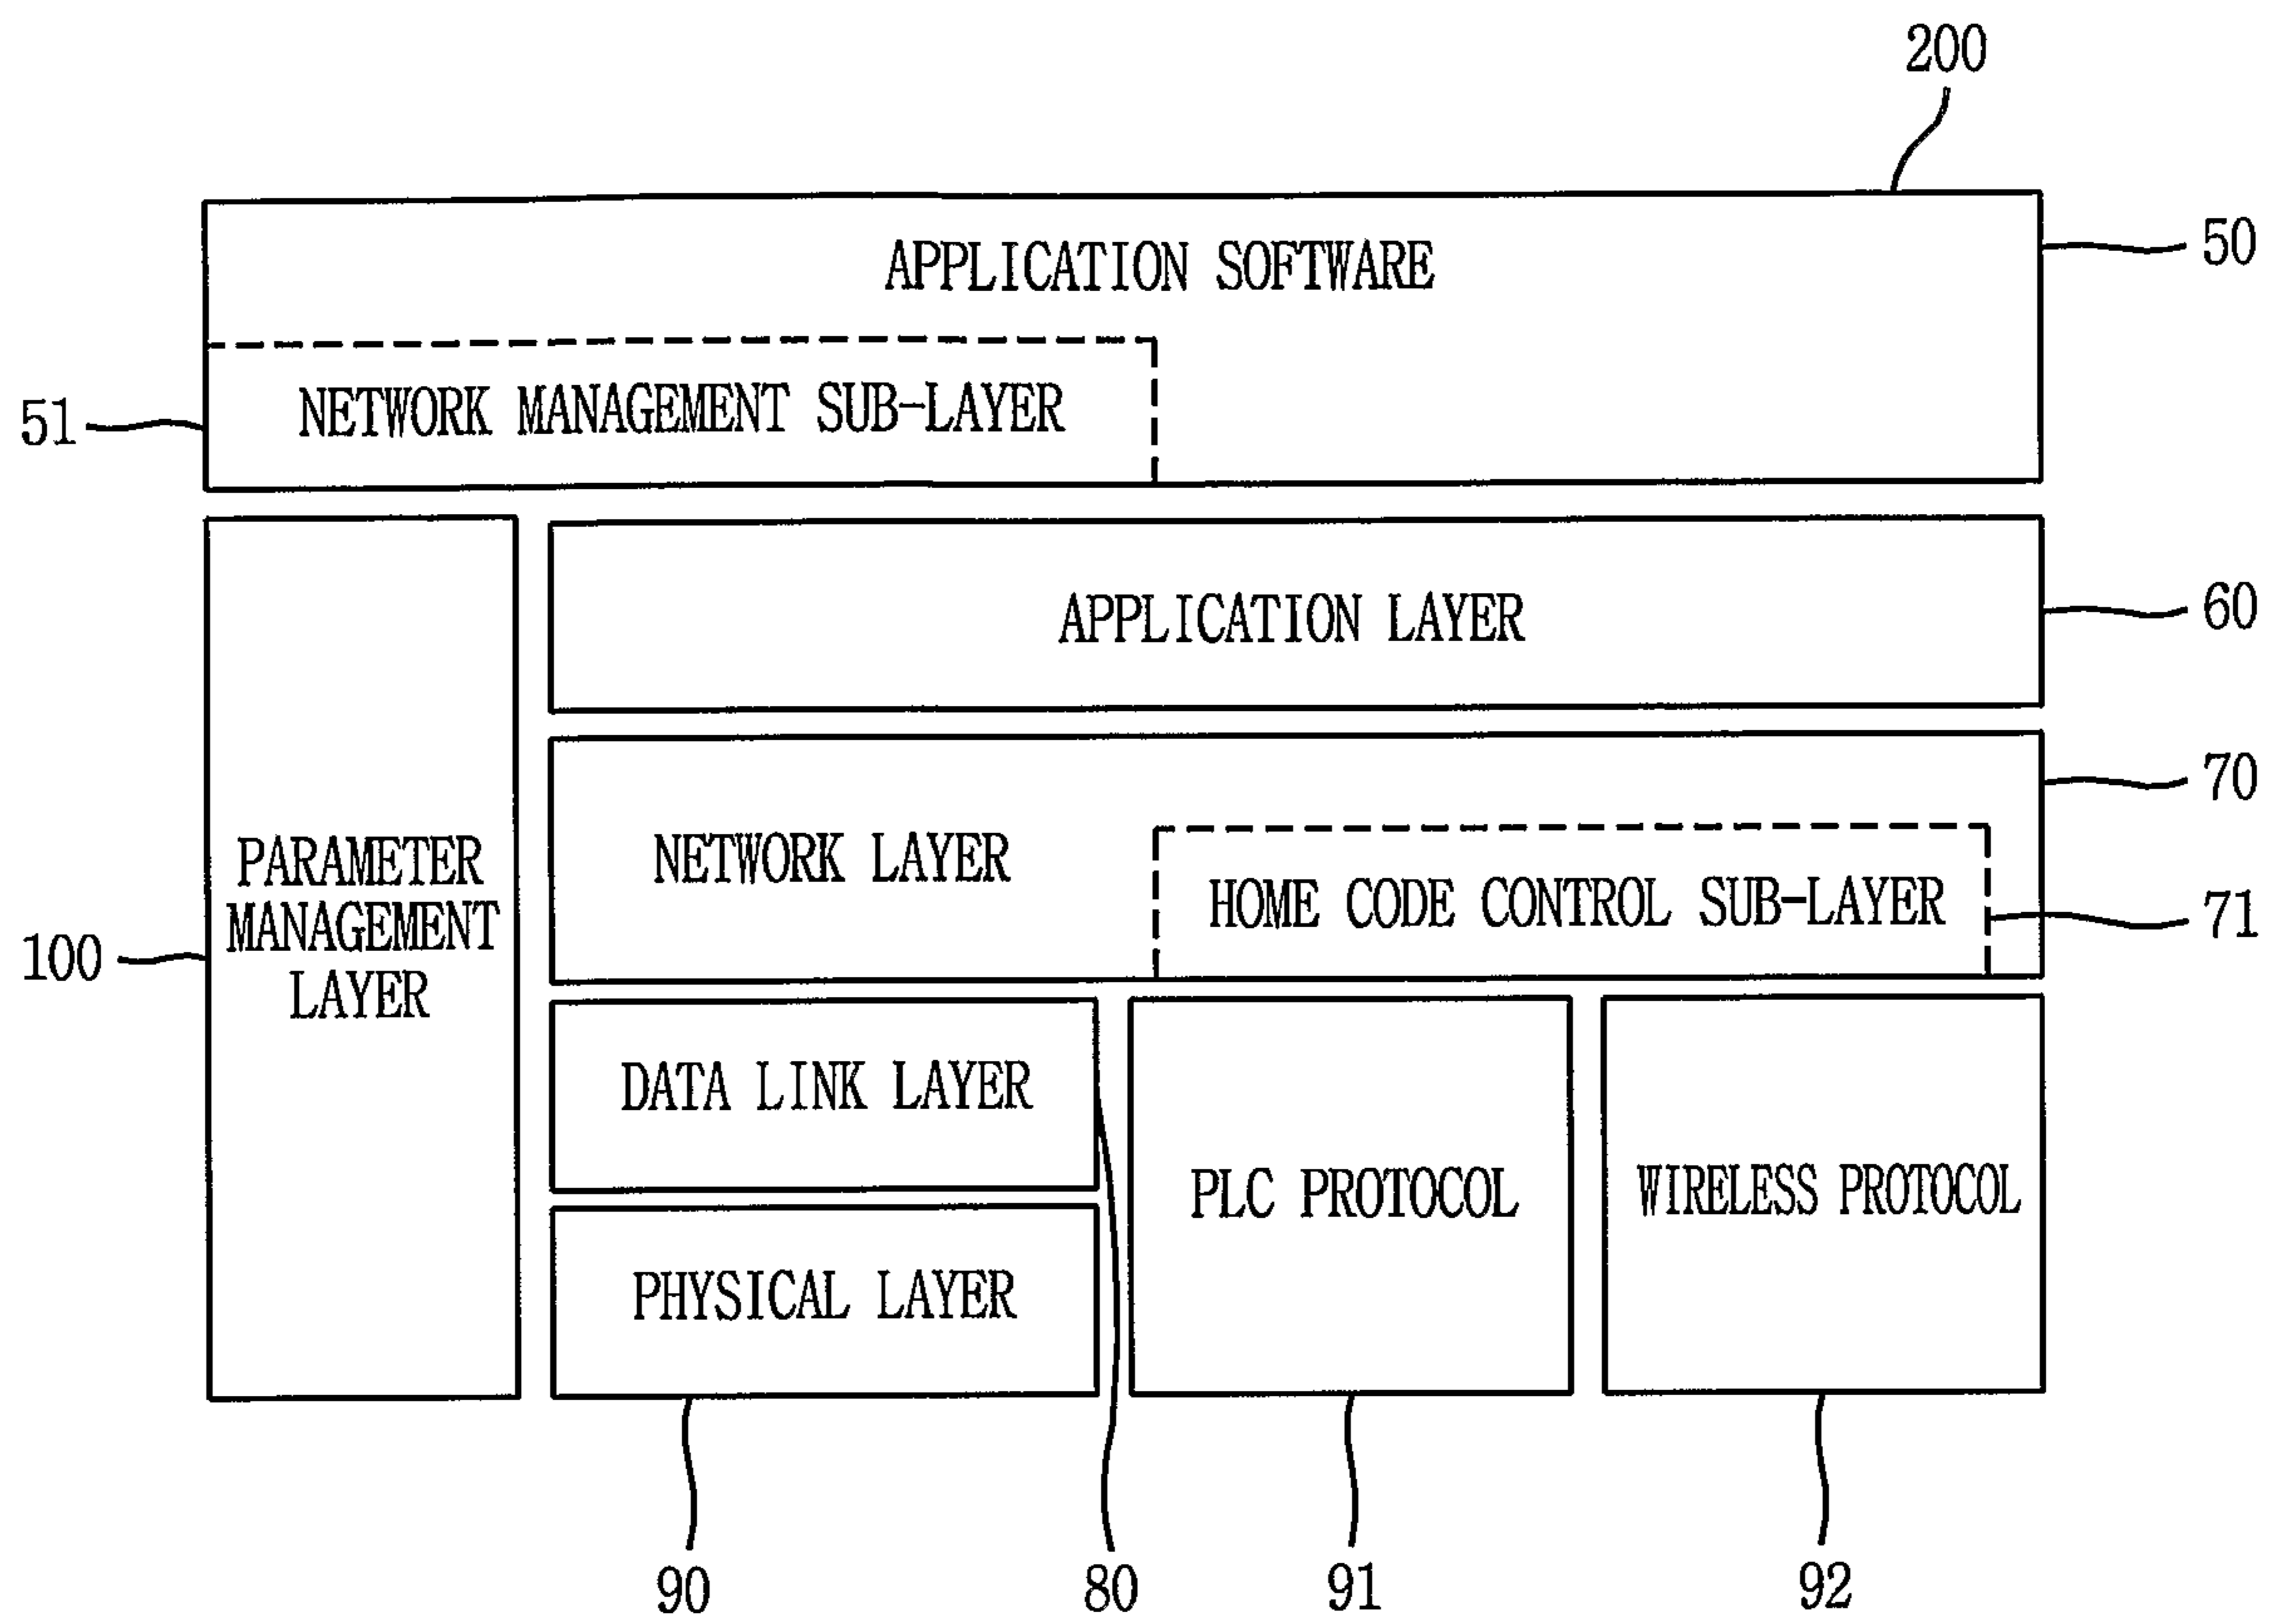 200
APPLICATION SOFTWARE
50
NETWORK MANAGEMENT SUB-LAYER
51
APPLICATION LAYER
60
NETWORK LAYER
70
HOME CODE CONTROL SUB-LAYER
71
PARAMETER
MANAGEMENT
LAYER
100
DATA LINK LAYER
PHYSICAL LAYER
PLC PROTOCOL
WIRELESS PROTOCOL
90
80
91
92